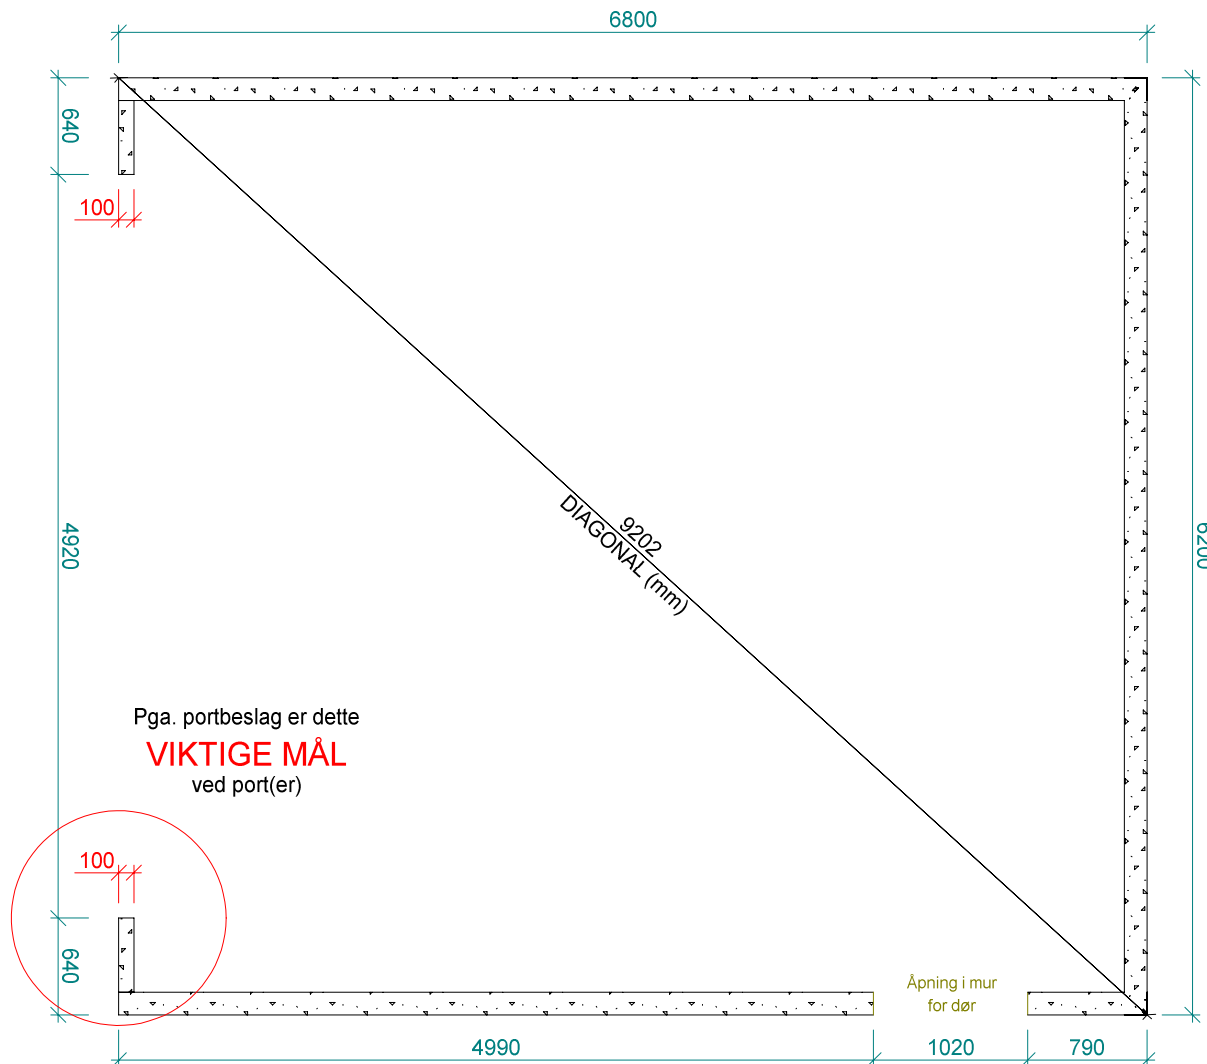 6800
640
100
4920
6200
9202
DIAGONAL (mm)
Pga. portbeslag er dette
VIKTIGE MÅL
ved port(er)
100
640
Åpning i mur
for dør
4990
1020
790